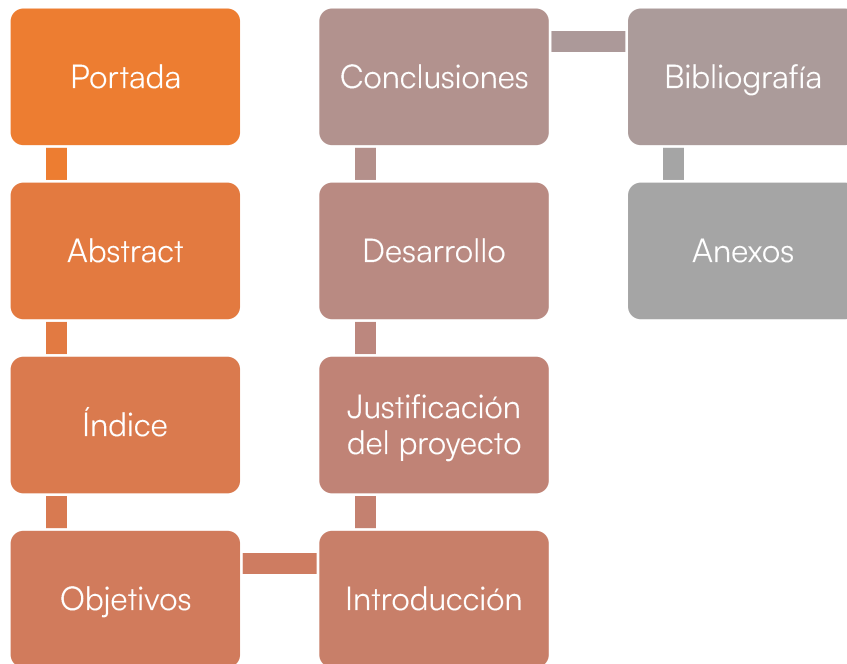 Portada
Abstract
Índice
Objetivos
Introducción
Justificación
del proyecto
Desarrollo
Conclusiones
Bibliografía
Anexos